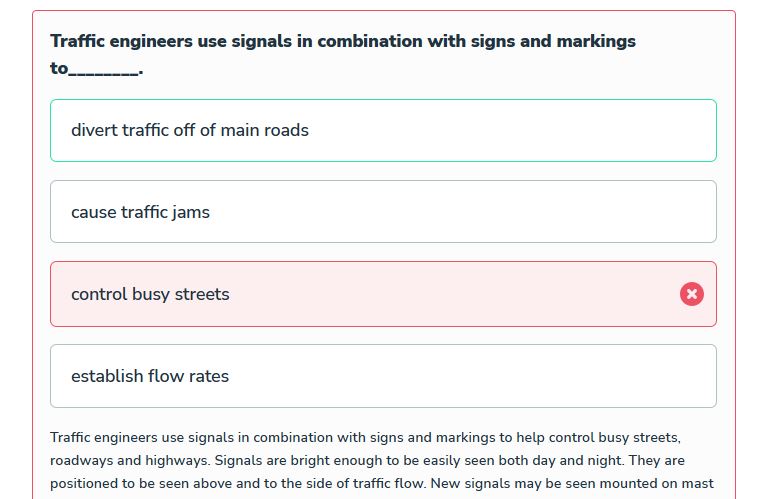 Traffic engineers use signals in combination with signs and markings
to________.
divert traffic off of main roads
cause traffic jams
control busy streets
establish flow rates
Traffic engineers use signals in combination with signs and markings to help control busy streets,
roadways and highways. Signals are bright enough to be easily seen both day and night. They are
positioned to be seen above and to the side of traffic flow. New signals may be seen mounted on mast